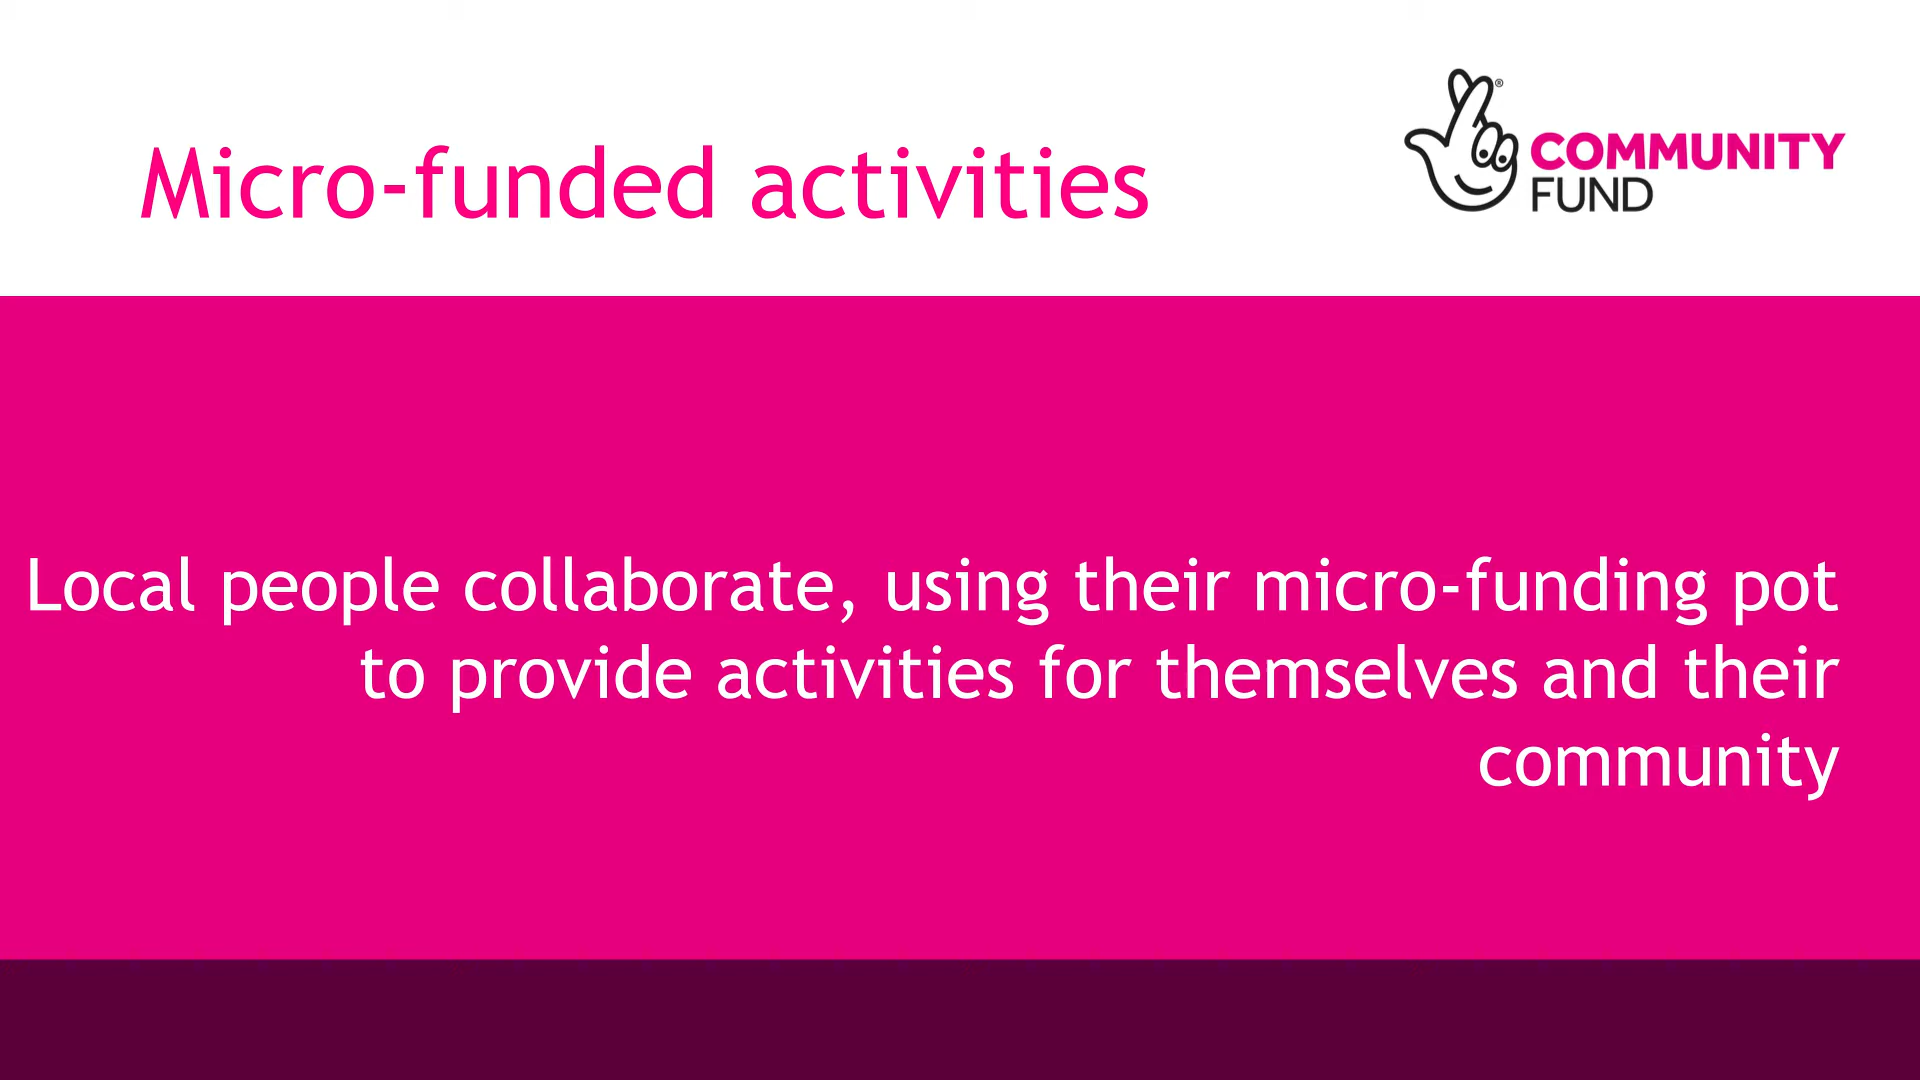 Micro-funded activities
COMMUNITY
FUND
Local people collaborate, using their micro-funding pot
to provide activities for themselves and their
community